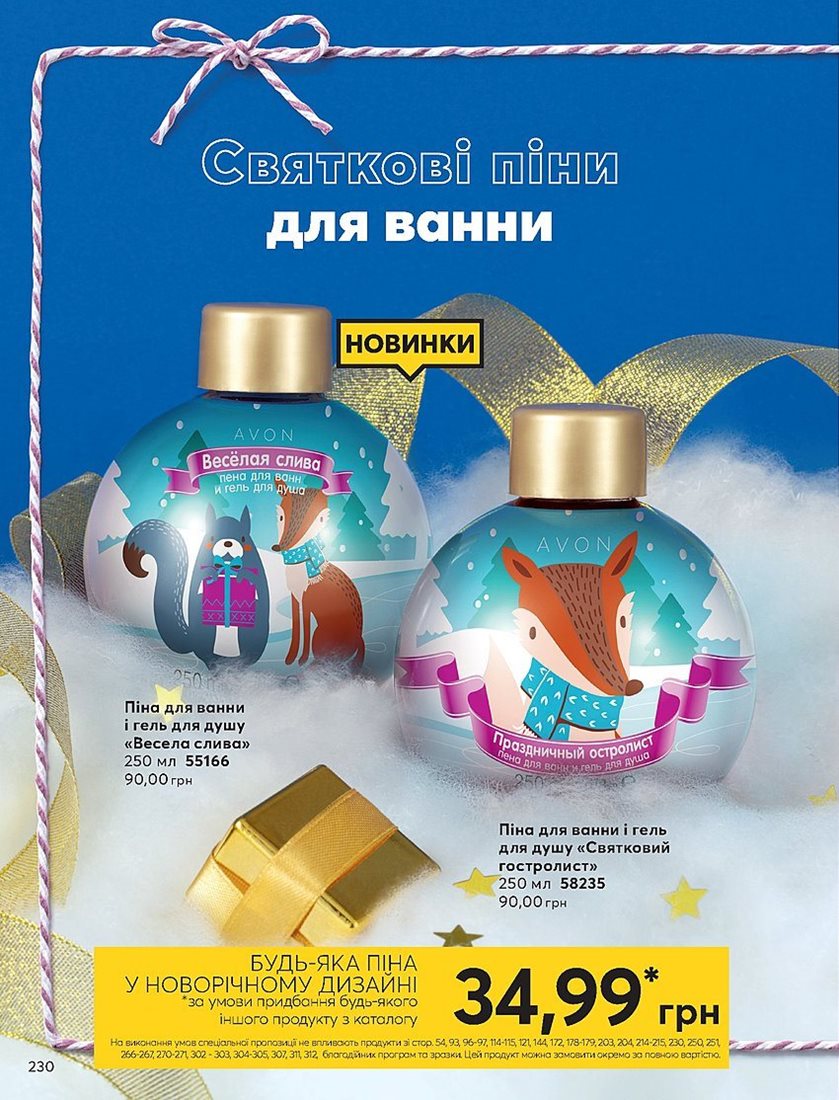 Святкові піни
для ванни
НОВИНКИ
AVON
Весёлая слива
пена для ванн
и гель для душа
AVON
Праздничный остролист
пена для ванн и гель для душа
Піна для ванни
і гель для душу
«Весела слива»
250 мл 55166
90,00 грн
Піна для ванни і гель
для душу «Святковий
гостролист»
250 мл 58235
90,00 грн
БУДЬ-ЯКА ПІНА
У НОВОРІЧНОМУ ДИЗАЙНІ
*за умови придбання будь-якого
іншого продукту з каталогу
34,99* грн
На виконання умов спеціальної пропозиції не впливають продукти зі стор. 54, 93, 96-97, 114-115, 121, 144, 172, 178-179, 203, 204, 214-215, 230, 250, 251,
266-267, 270-271, 302 - 303, 304-305, 307, 311, 312, благодійних програм та зразки. Цей продукт можна замовити окремо за повною вартістю.
230